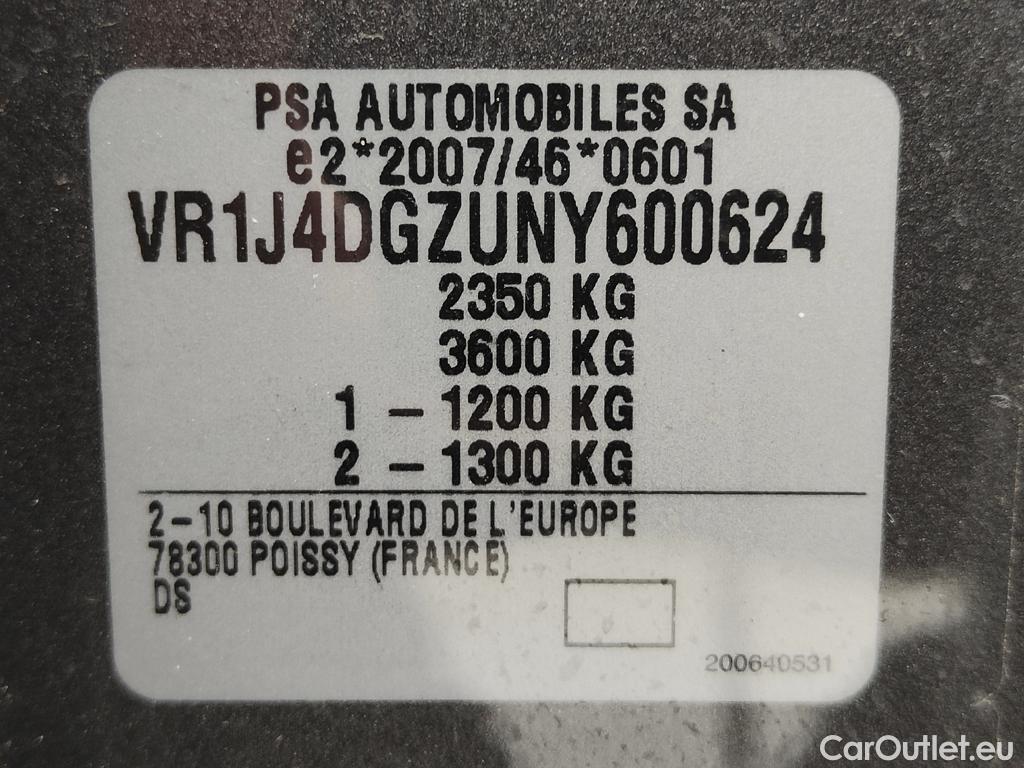 PSA AUTOMOBILES SA
e2*2007/46*0601
VR1J4DGZUNY600624
2350 KG
3600 KG
1 - 1200 KG
2 - 1300 KG
2-10 BOULEVARD DE L'EUROPE
78300 POISSY (FRANCE)
DS
200640531
CarOutlet.eu